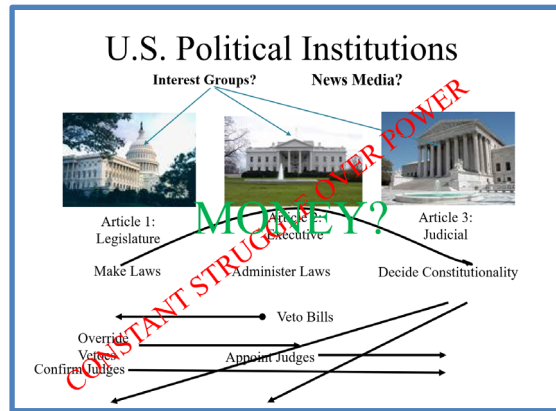 U.S. Political Institutions
Interest Groups?
News Media?
CONSTANT STRUGGLE OVER POWER
MONEY?
Article 1:
Legislature
Article 2:
Executive
Article 3:
Judicial
Make Laws
Administer Laws
Decide Constitutionality
Veto Bills
Override
Vetoes
Appoint Judges
Confirm Judges